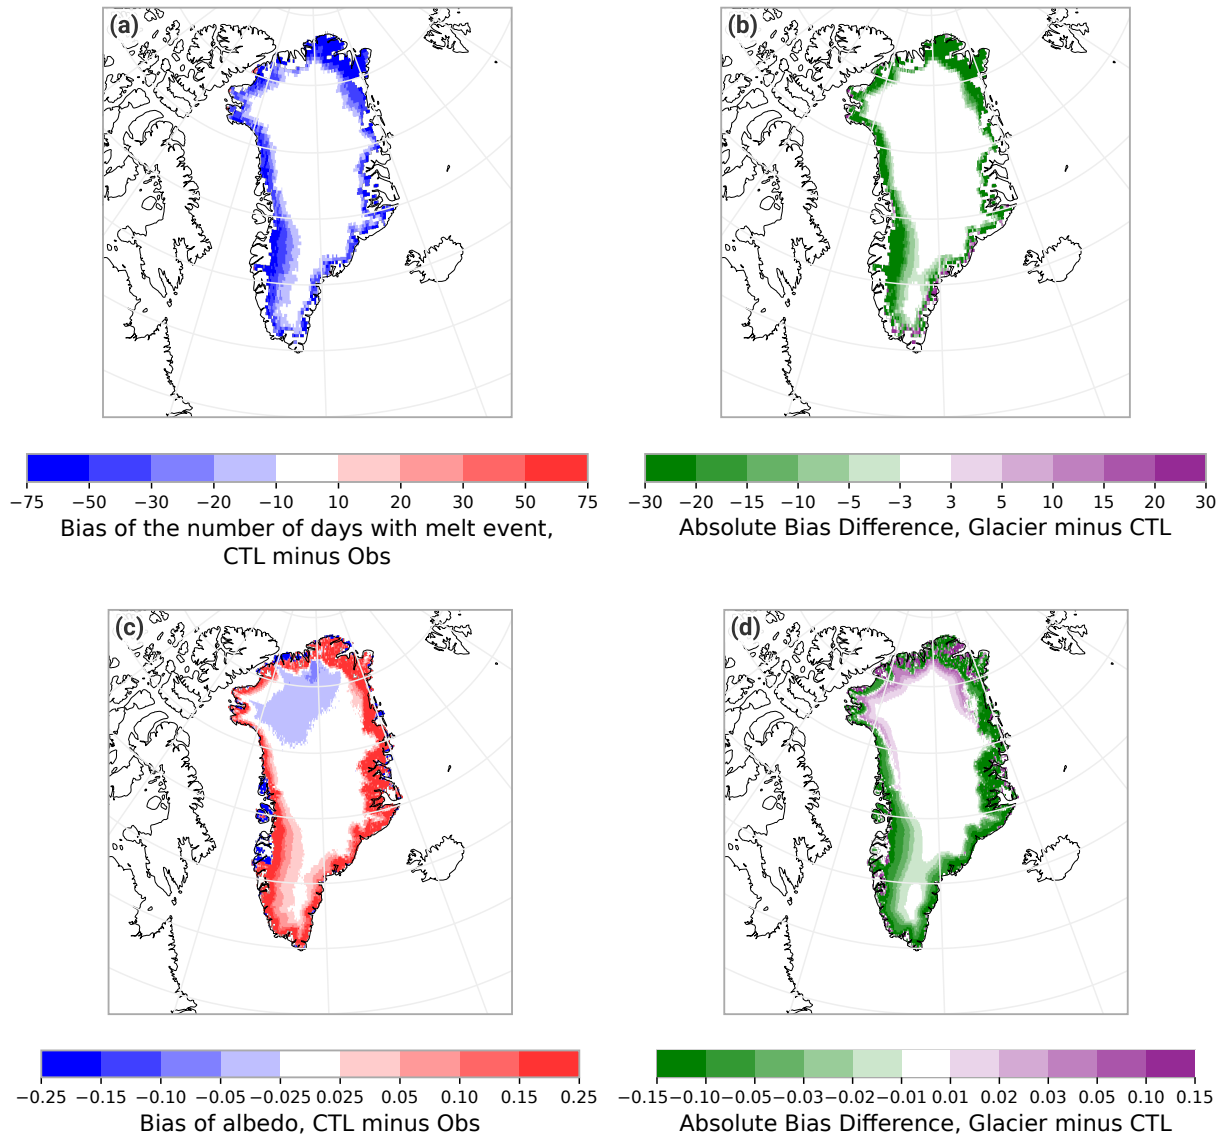 (a)
(b)
−75 −50 −30 −20 −10 10 20 30 50 75
Bias of the number of days with melt event,
CTL minus Obs
−30 −20 −15 −10 −5 −3 3 5 10 15 20 30
Absolute Bias Difference, Glacier minus CTL
(c)
(d)
−0.25 −0.15 −0.10 −0.05 −0.025 0.025 0.05 0.10 0.15 0.25
Bias of albedo, CTL minus Obs
−0.15 −0.10 −0.05 −0.03 −0.02 −0.01 0.01 0.02 0.03 0.05 0.10 0.15
Absolute Bias Difference, Glacier minus CTL